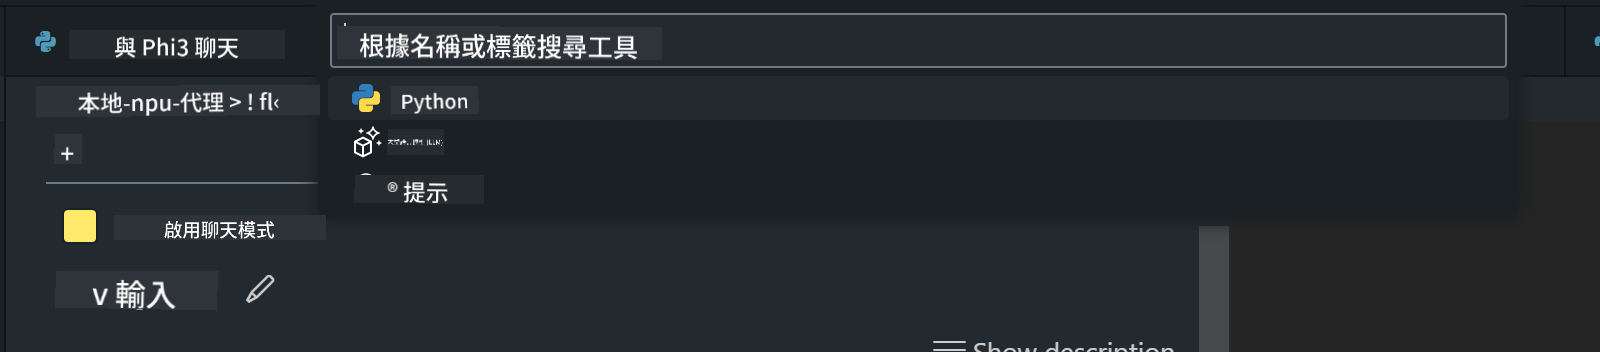 與 Phi3 聊天
根據名稱或標籤搜尋工具
本地-npu-代理 > ! fl‹
Python
+
® 提示
啟用聊天模式
v 輸入
Show description